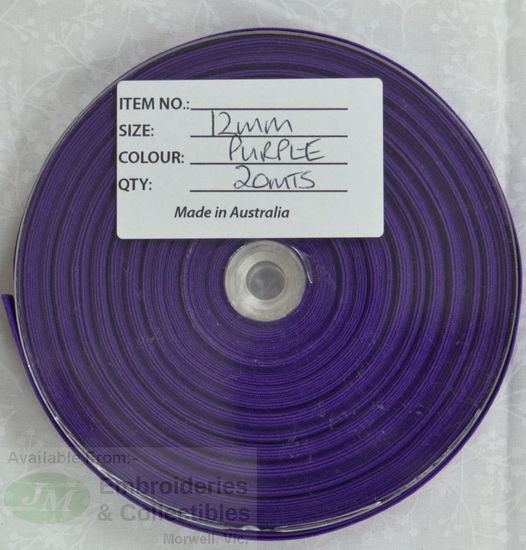 ITEM NO.:
SIZE: 12mm
COLOUR: PURPLE
QTY: 20MTS
Made in Australia
Available From:-
JM Embroideries
& Collectibles
Morwell, Vic.